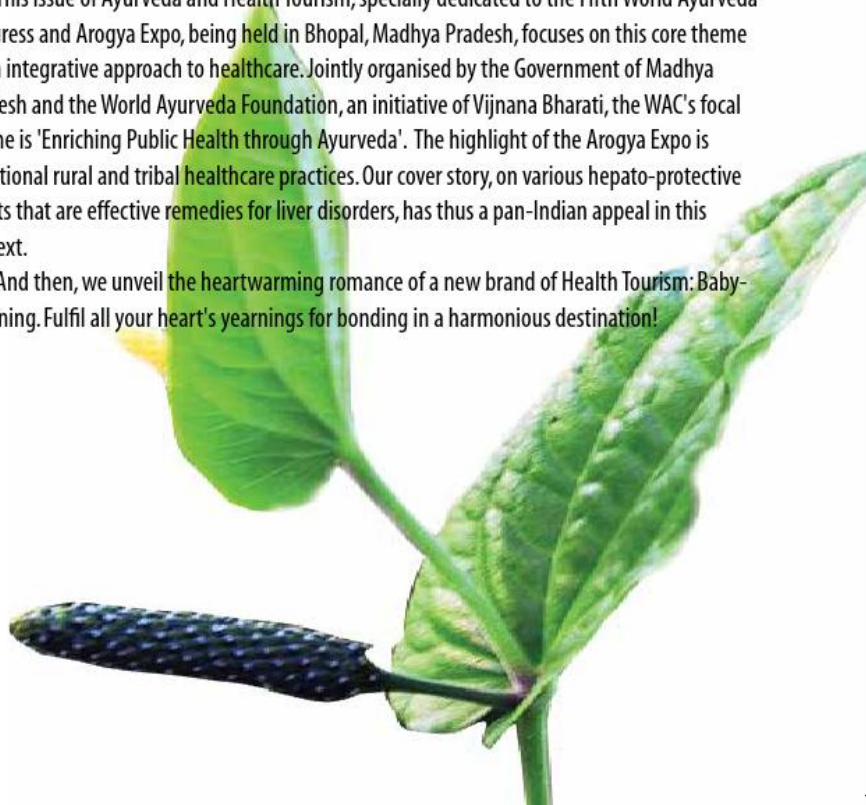 This issue of Ayurveda and Health Tourism, specially dedicated to the Fifth World Ayurveda
ress and Arogya Expo, being held in Bhopal, Madhya Pradesh, focuses on this core theme
integrative approach to healthcare. Jointly organised by the Government of Madhya
esh and the World Ayurveda Foundation, an initiative of Vijnana Bharati, the WAC's focal
ne is 'Enriching Public Health through Ayurveda'. The highlight of the Arogya Expo is
tional rural and tribal healthcare practices. Our cover story, on various hepato-protective
ts that are effective remedies for liver disorders, has thus a pan-Indian appeal in this
ext.
And then, we unveil the heartwarming romance of a new brand of Health Tourism: Baby-
ning. Fulfil all your heart's yearnings for bonding in a harmonious destination!